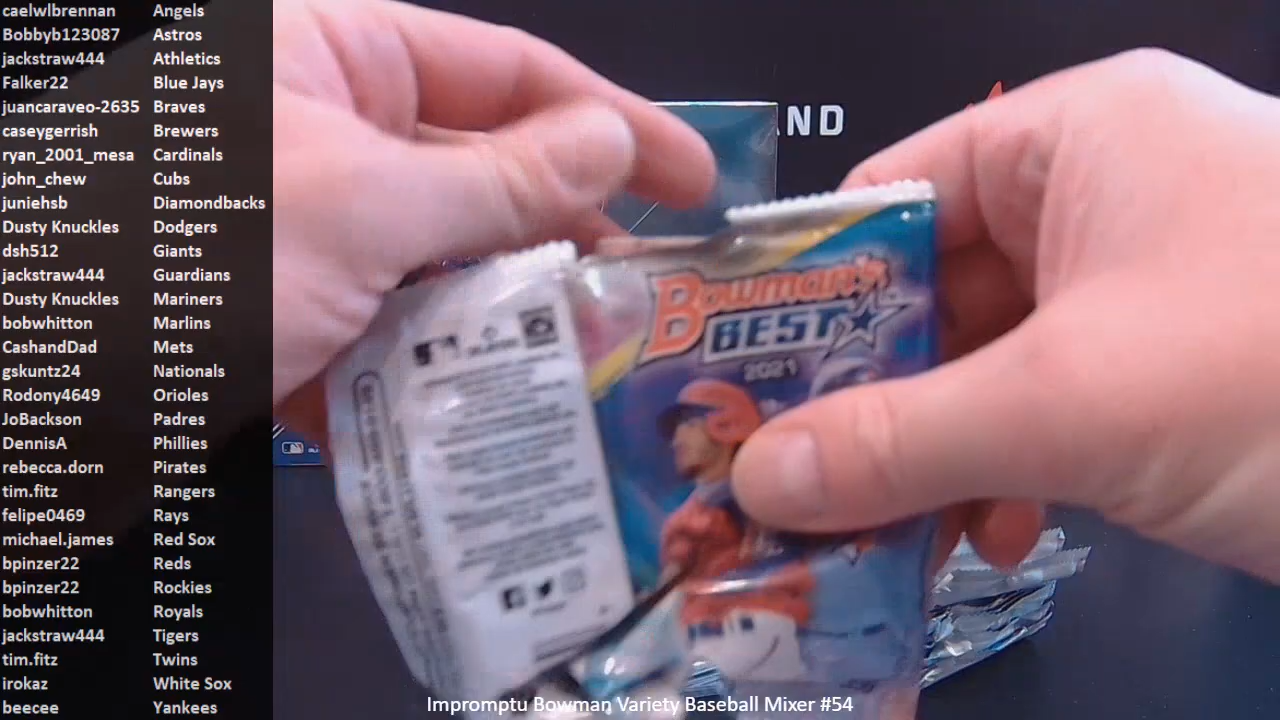 caelwlbrennan Angels
Bobbyb123087 Astros
jackstraw444 Athletics
Falker22 Blue Jays
juancaraveo-2635 Braves
caseygerrish Brewers
ryan_2001_mesa Cardinals
john_chew Cubs
juniehsb Diamondbacks
Dusty Knuckles Dodgers
dsh512 Giants
jackstraw444 Guardians
Dusty Knuckles Mariners
bobwhitton Marlins
CashandDad Mets
gskuntz24 Nationals
Rodony4649 Orioles
JoBackson Padres
DennisA Phillies
rebecca.dorn Pirates
tim.fitz Rangers
felipe0469 Rays
michael.james Red Sox
bpinzer22 Reds
bpinzer22 Rockies
bobwhitton Royals
jackstraw444 Tigers
tim.fitz Twins
irokaz White Sox
beecee Yankees
AND
Bowman's
BEST
2021
Impromptu Bowman Variety Baseball Mixer #54